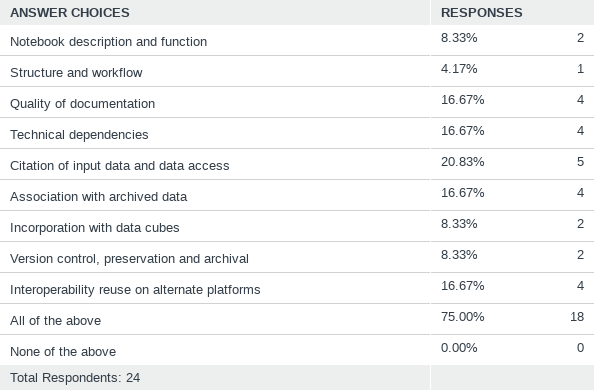 ANSWER CHOICES RESPONSES
Notebook description and function 8.33% 2
Structure and workflow 4.17% 1
Quality of documentation 16.67% 4
Technical dependencies 16.67% 4
Citation of input data and data access 20.83% 5
Association with archived data 16.67% 4
Incorporation with data cubes 8.33% 2
Version control, preservation and archival 8.33% 2
Interoperability reuse on alternate platforms 16.67% 4
All of the above 75.00% 18
None of the above 0.00% 0
Total Respondents: 24